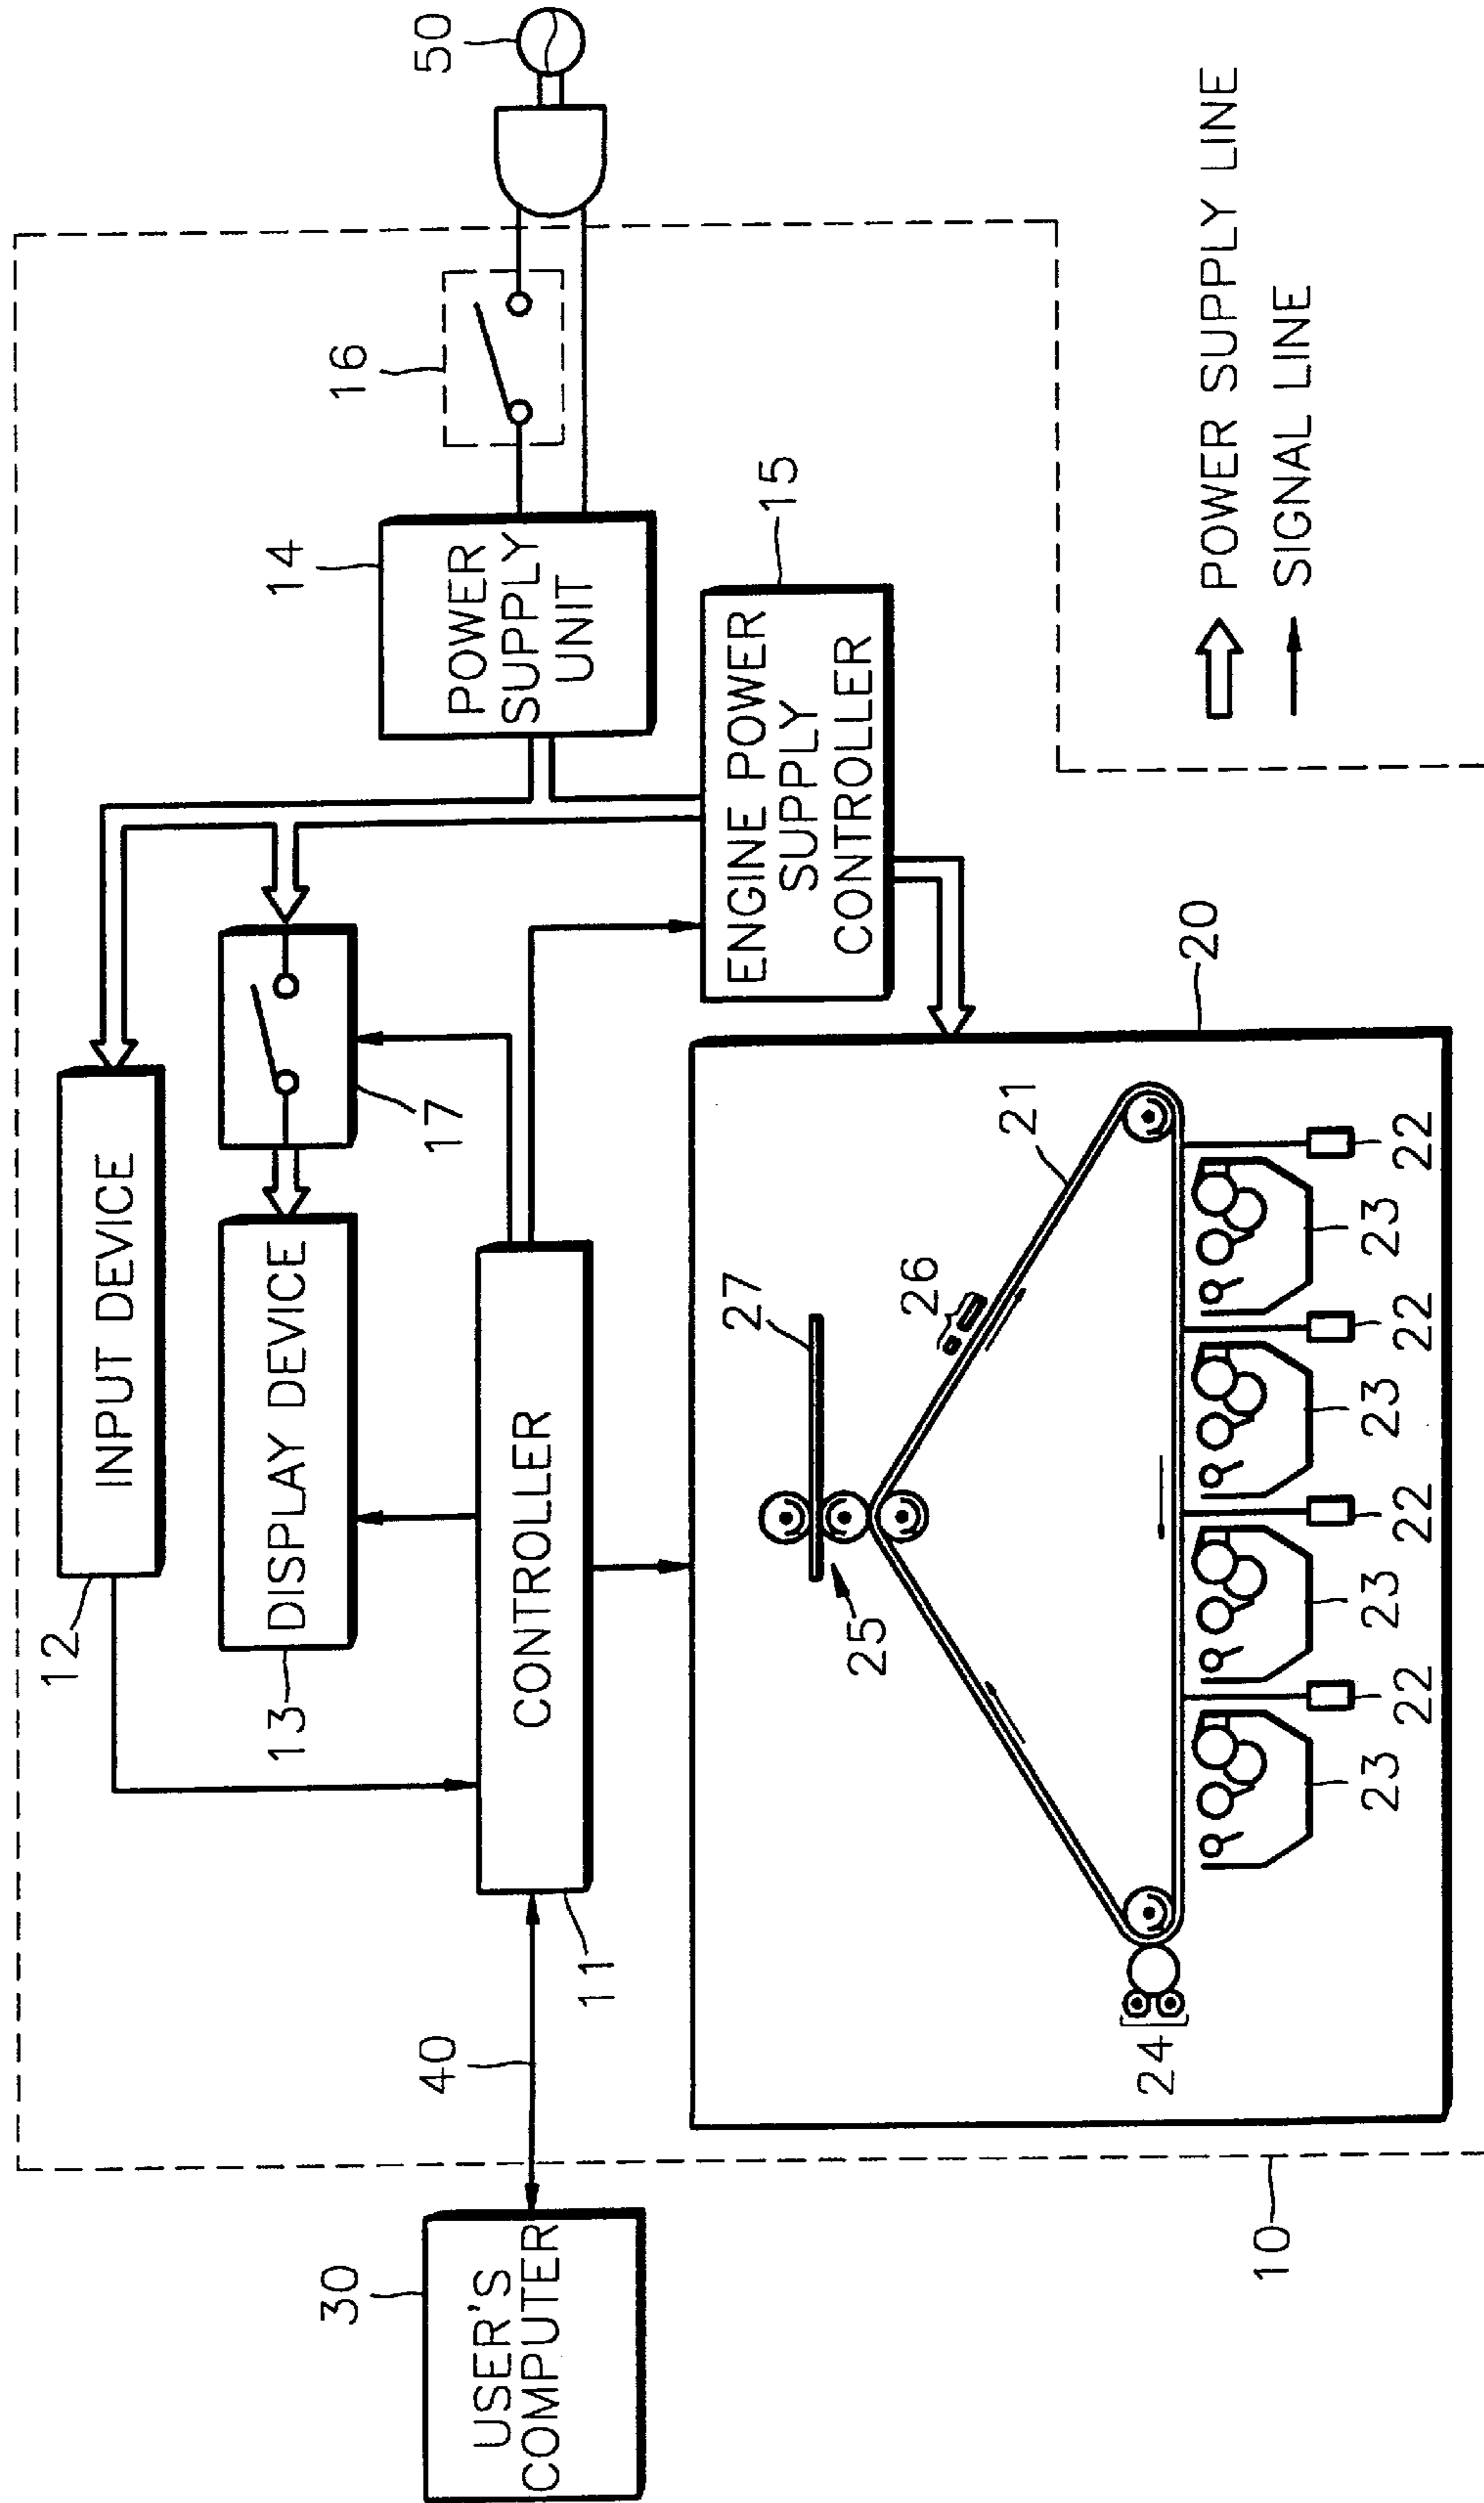 50
16
14
POWER
SUPPLY
UNIT
12
INPUT DEVICE
17
13
DISPLAY DEVICE
15
ENGINE POWER
SUPPLY
CONTROLLER
30
USER'S
COMPUTER
40
11
CONTROLLER
20
27
26
25
21
24
23
22
23
22
23
22
23
22
10
POWER SUPPLY LINE
SIGNAL LINE